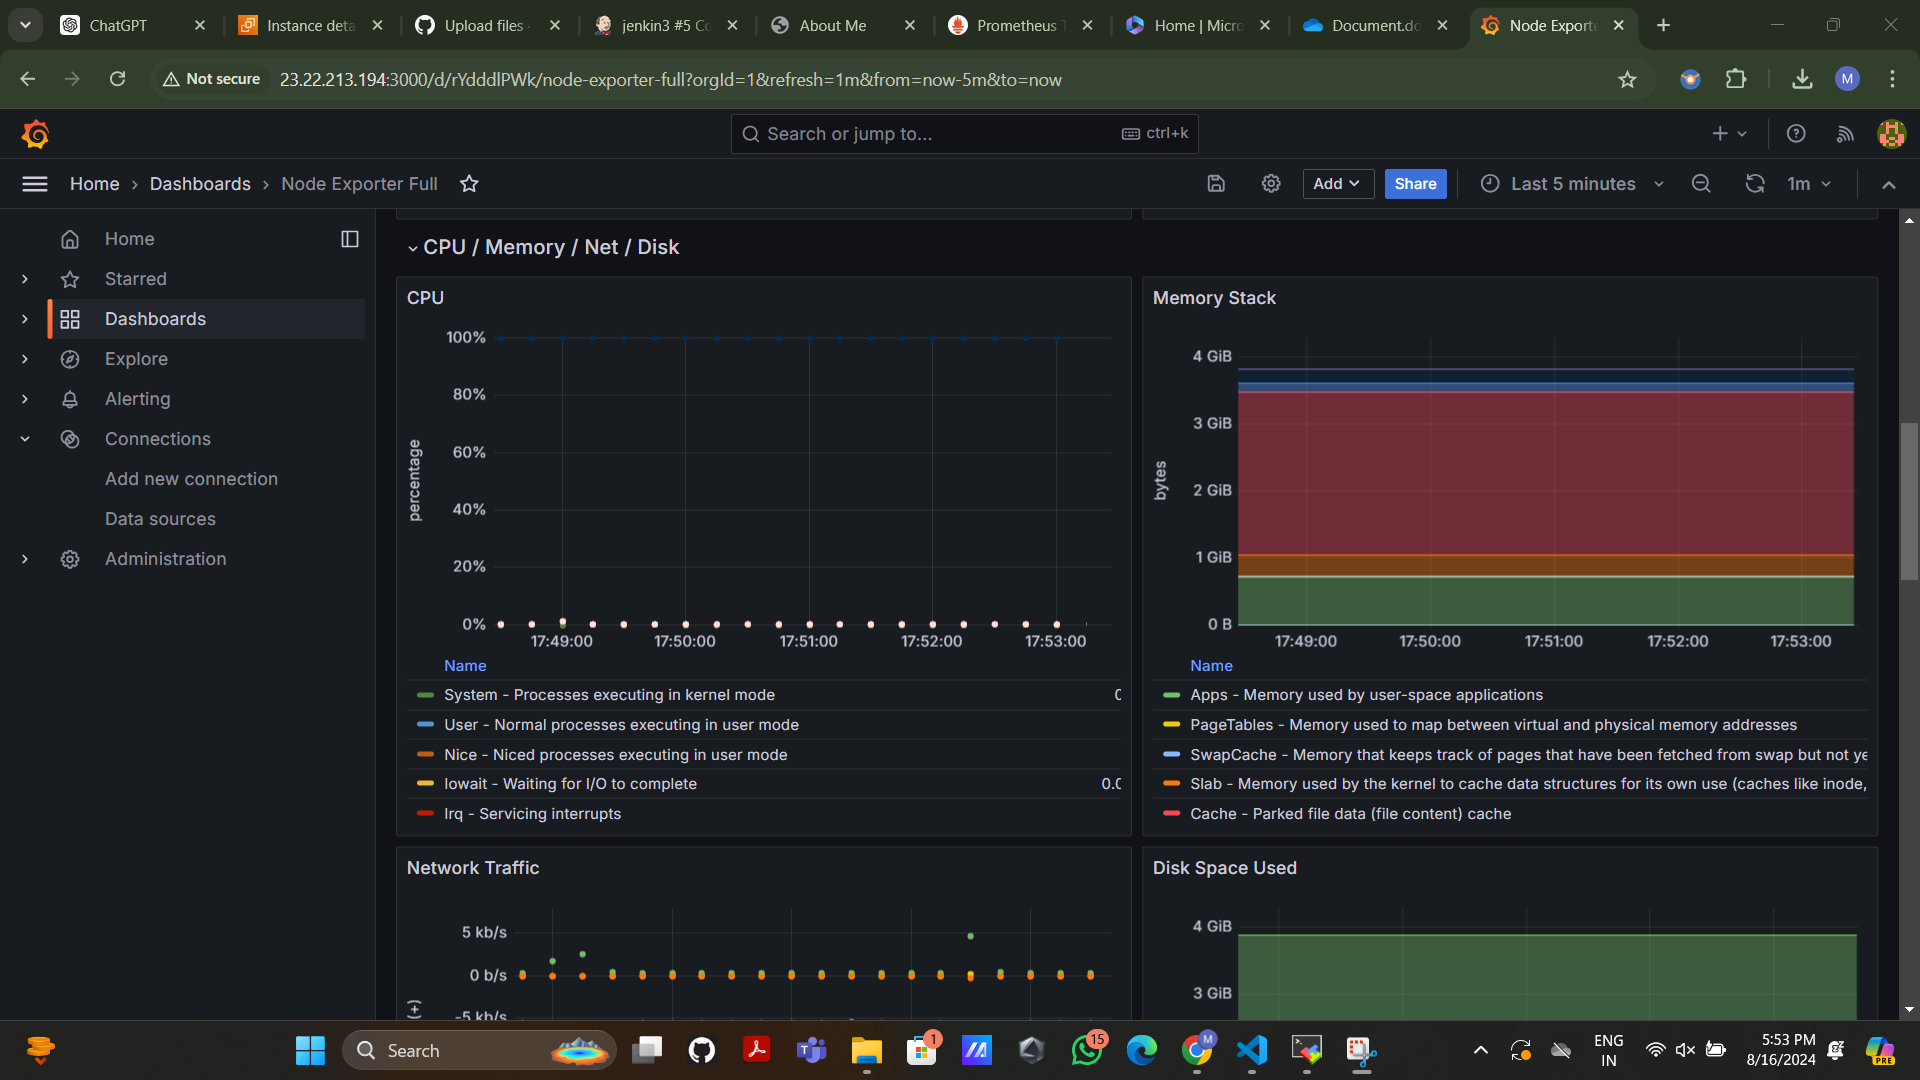 ChatGPT
Instance deta
Upload files ·
jenkin3 #5 Co
About Me
Prometheus T
Home | Micro
Document.do
Node Exporte
Not secure
23.22.213.194:3000/d/rYdddlPWk/node-exporter-full?orgId=1&refresh=1m&from=now-5m&to=now
M
Search or jump to...
ctrl+k
Home › Dashboards › Node Exporter Full
Add
Share
Last 5 minutes
1m
Home
Starred
Dashboards
Explore
Alerting
Connections
Add new connection
Data sources
Administration
CPU / Memory / Net / Disk
CPU
percentage
100%
80%
60%
40%
20%
0%
17:49:00 17:50:00 17:51:00 17:52:00 17:53:00
Name
System - Processes executing in kernel mode 0
User - Normal processes executing in user mode
Nice - Niced processes executing in user mode
Iowait - Waiting for I/O to complete 0.0
Irq - Servicing interrupts
Memory Stack
bytes
4 GiB
3 GiB
2 GiB
1 GiB
0 B
17:49:00 17:50:00 17:51:00 17:52:00 17:53:00
Name
Apps - Memory used by user-space applications
PageTables - Memory used to map between virtual and physical memory addresses
SwapCache - Memory that keeps track of pages that have been fetched from swap but not ye
Slab - Memory used by the kernel to cache data structures for its own use (caches like inode,
Cache - Parked file data (file content) cache
Network Traffic
5 kb/s
0 b/s
-5 kb/s
(+)
Disk Space Used
4 GiB
3 GiB
Search
1
15
M
ENG
IN
5:53 PM
8/16/2024
PRE